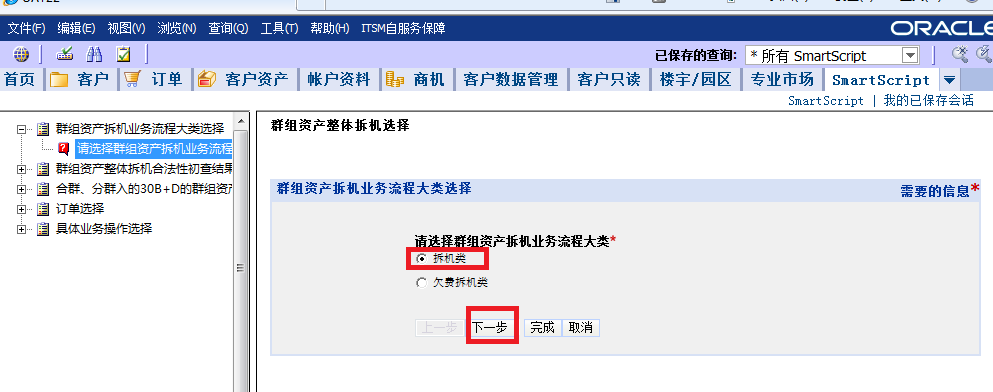 文件(F) 编辑(E) 视图(V) 浏览(N) 查询(Q) 工具(T) 帮助(H) ITSM自服务保障
ORACLE
已保存的查询: * 所有 SmartScript
首页 客户 订单 客户资产 帐户资料 商机 客户数据管理 客户只读 楼宇/园区 专业市场 SmartScript
SmartScript | 我的已保存会话
群组资产拆机业务流程大类选择
请选择群组资产拆机业务流程
群组资产整体拆机合法性初查结果
合群、分群入的30B+D的群组资产
订单选择
具体业务操作选择
群组资产整体拆机选择
群组资产拆机业务流程大类选择
需要的信息*
请选择群组资产拆机业务流程大类*
拆机类
欠费拆机类
上一步 下一步 完成 取消